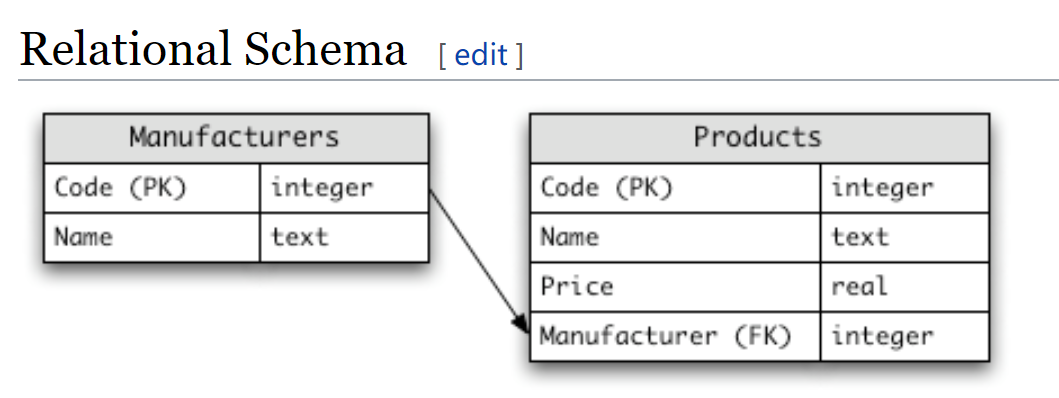 Relational Schema [ edit ]
Manufacturers
Code (PK) integer
Name text
Products
Code (PK) integer
Name text
Price real
Manufacturer (FK) integer